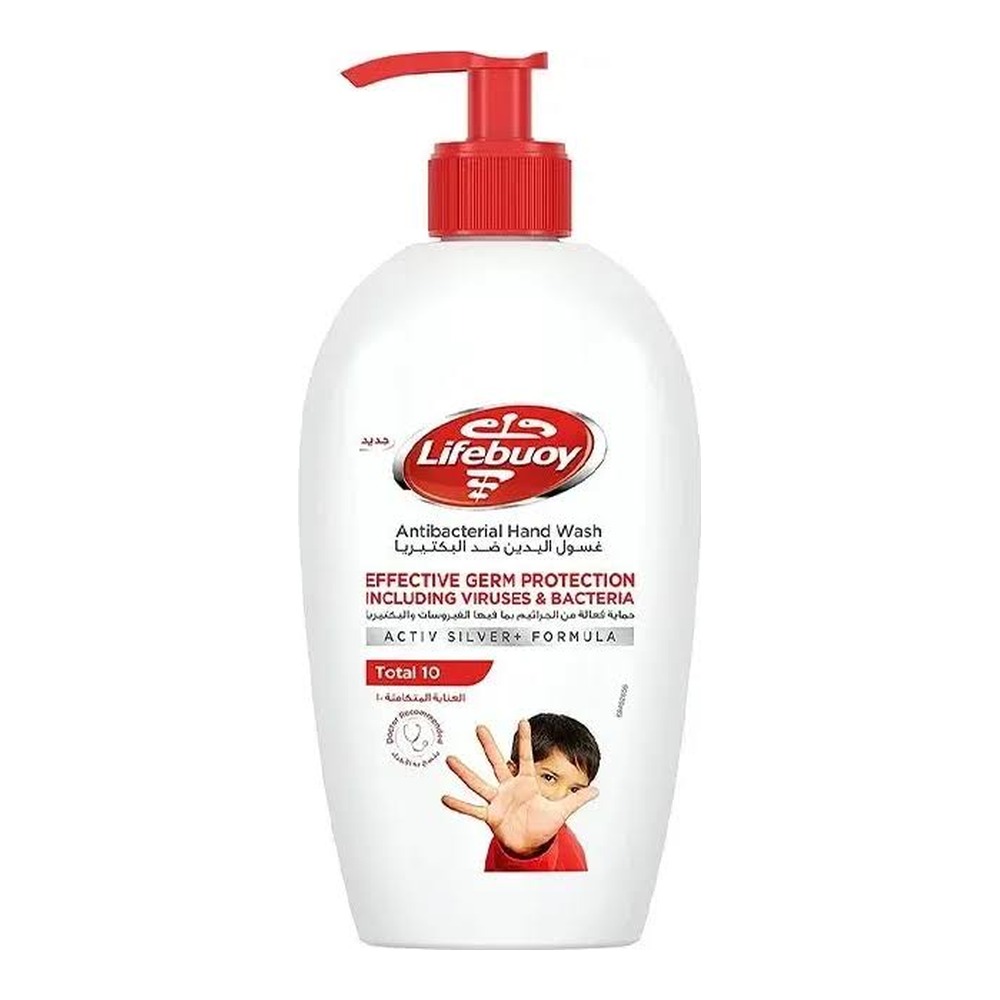 جديد
Lifebuoy
Antibacterial Hand Wash
غسول اليدين ضد البكتيريا
EFFECTIVE GERM PROTECTION
INCLUDING VIRUSES & BACTERIA
حماية فعالة من الجراثيم بما فيها الفيروسات والبكتيريا
ACTIV SILVER+ FORMULA
Total 10
العناية المتكاملة ١٠
Doctor Recommended